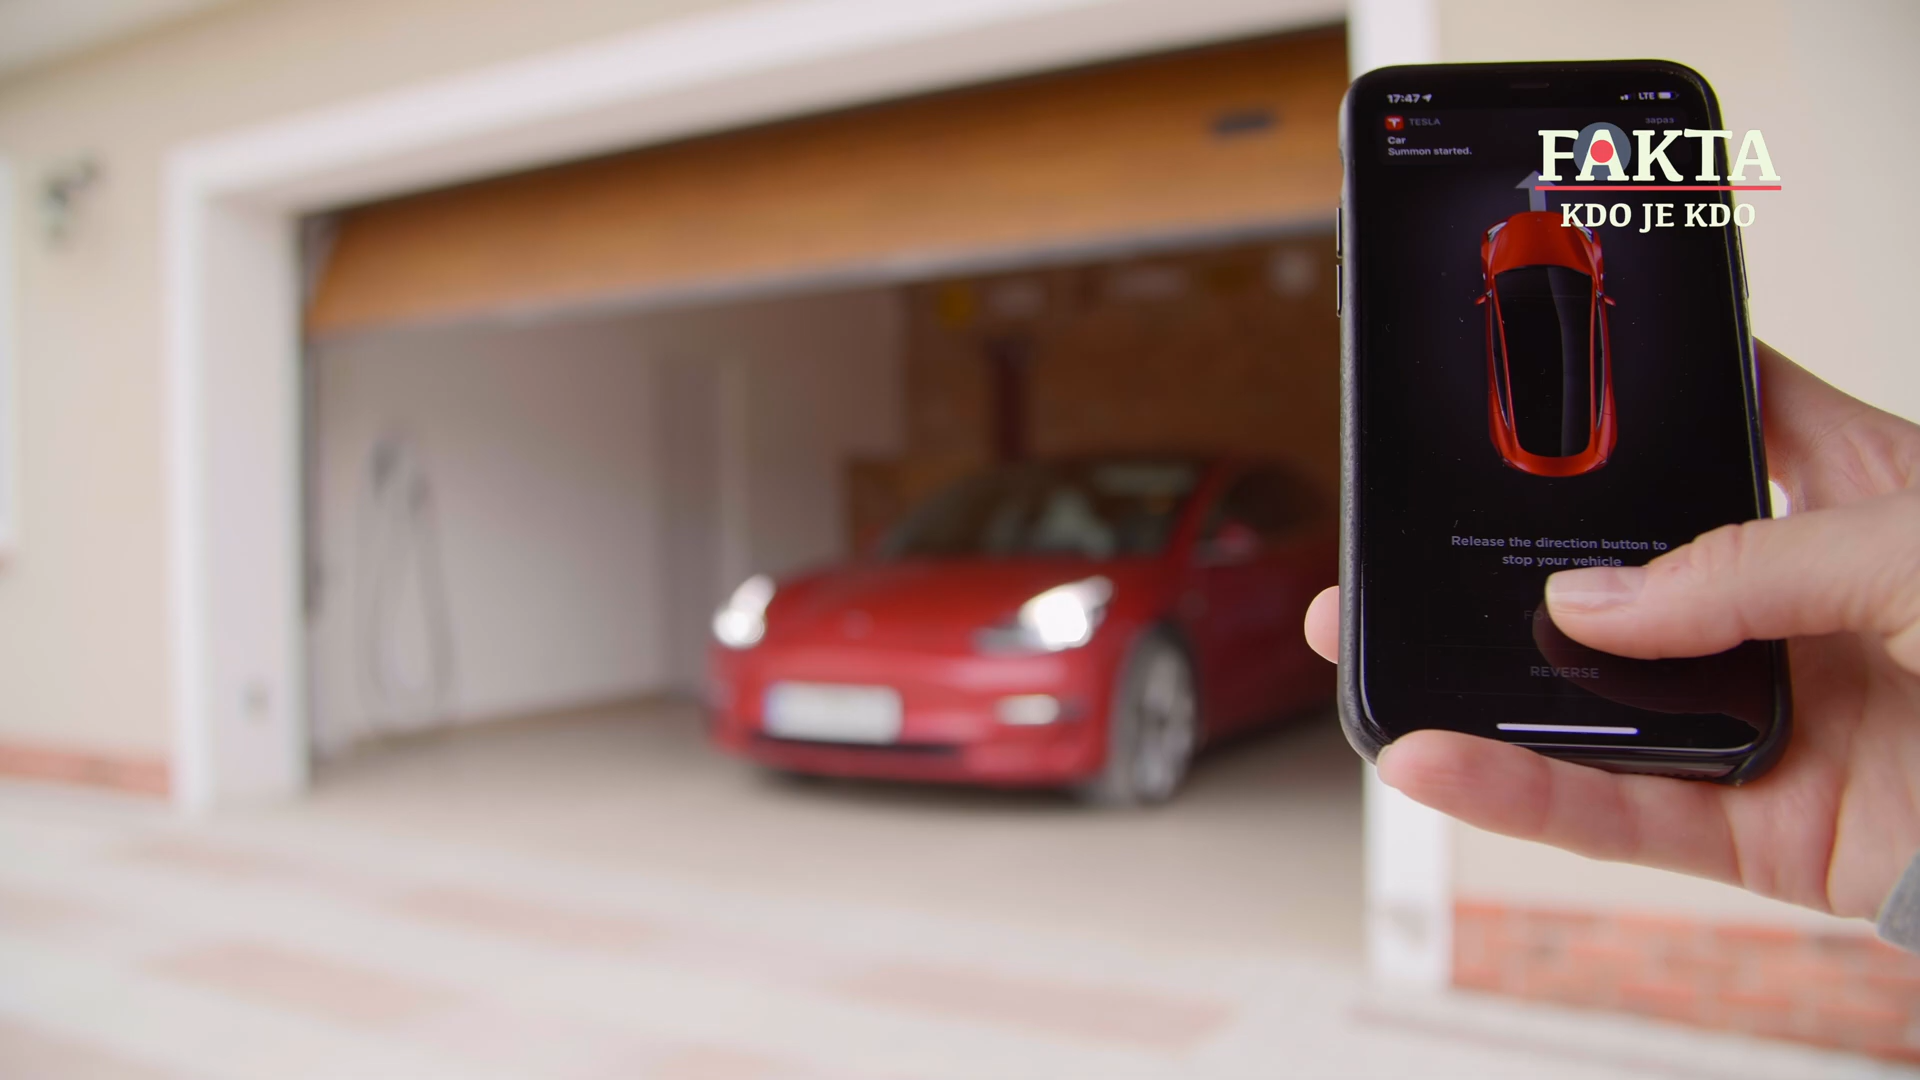 17:47
LTE
TESLA
зараз
Car
Summon started.
FAKTA
KDO JE KDO
Release the direction button to
stop your vehicle
REVERSE